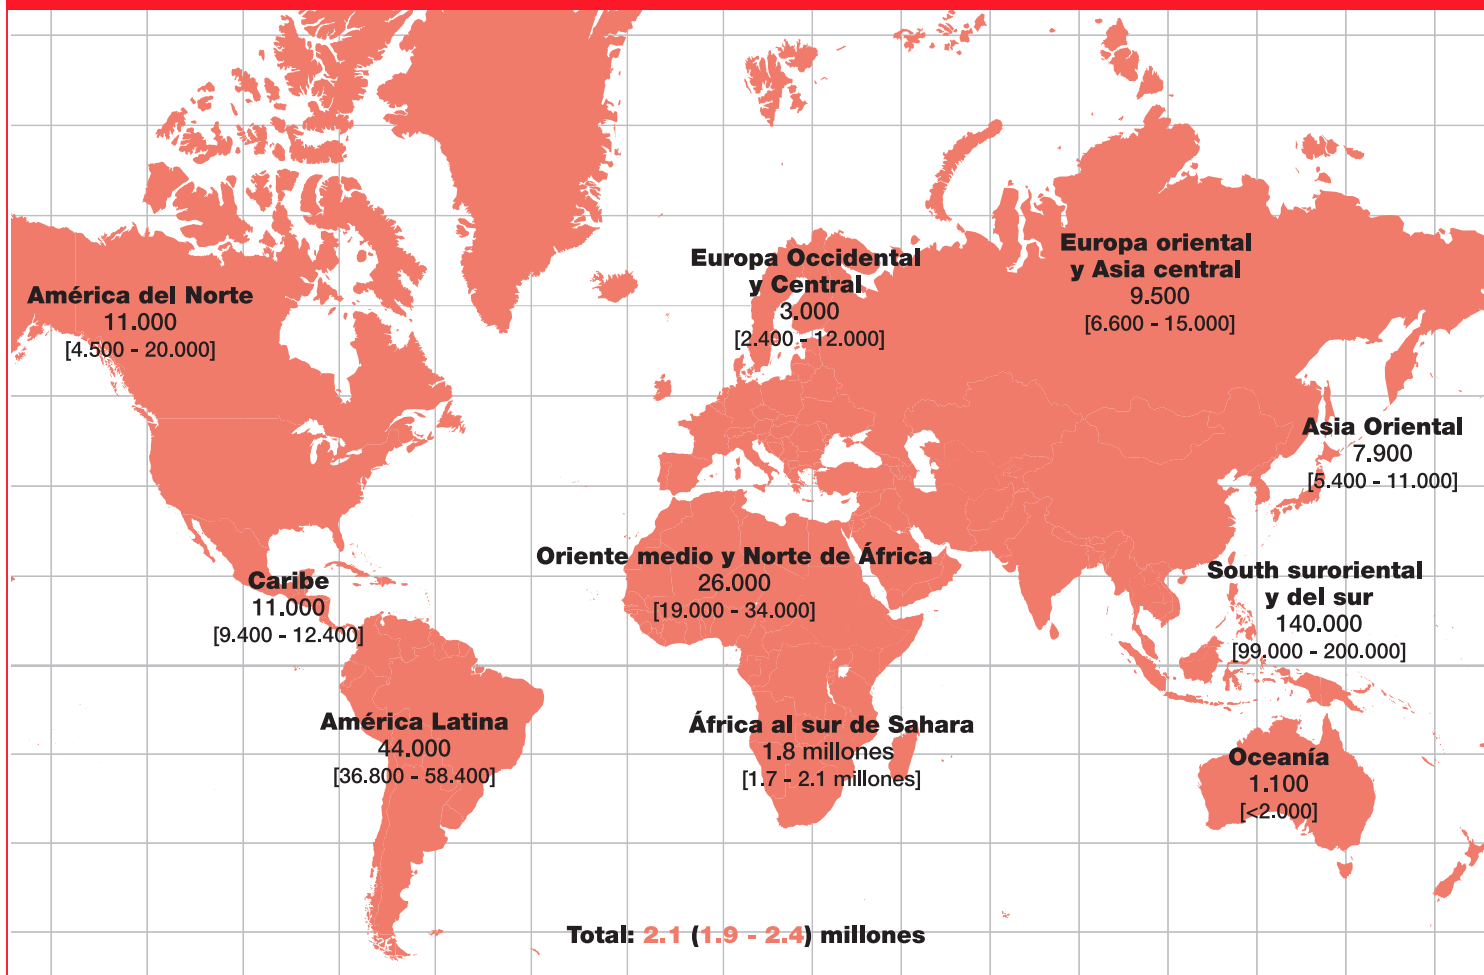 Europa oriental
y Asia central
9.500
[6.600 - 15.000]
Europa Occidental
y Central
3.000
[2.400 - 12.000]
América del Norte
11.000
[4.500 - 20.000]
Asia Oriental
7.900
[5.400 - 11.000]
Oriente medio y Norte de África
26.000
[19.000 - 34.000]
Caribe
11.000
[9.400 - 12.400]
South suroriental
y del sur
140.000
[99.000 - 200.000]
América Latina
44.000
[36.800 - 58.400]
África al sur de Sahara
1.8 millones
[1.7 - 2.1 millones]
Oceanía
1.100
[<2.000]
Total: 2.1 (1.9 - 2.4) millones